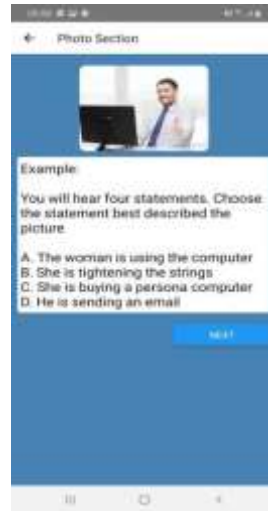 Photo Section
Example:
You will hear four statements. Choose
the statement best described the
picture
A. The woman is using the computer
B. She is tightening the strings
C. She is buying a persona computer
D. He is sending an email
NEXT